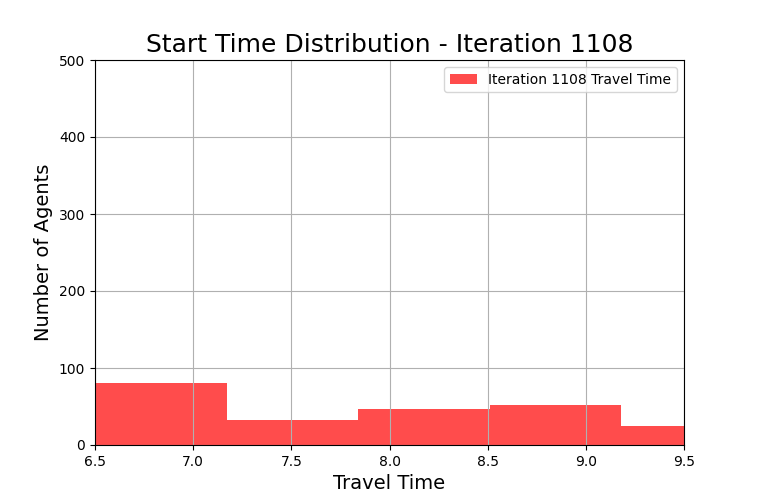 Start Time Distribution - Iteration 1108
Iteration 1108 Travel Time
Number of Agents
500
400
300
200
100
0
6.5 7.0 7.5 8.0 8.5 9.0 9.5
Travel Time